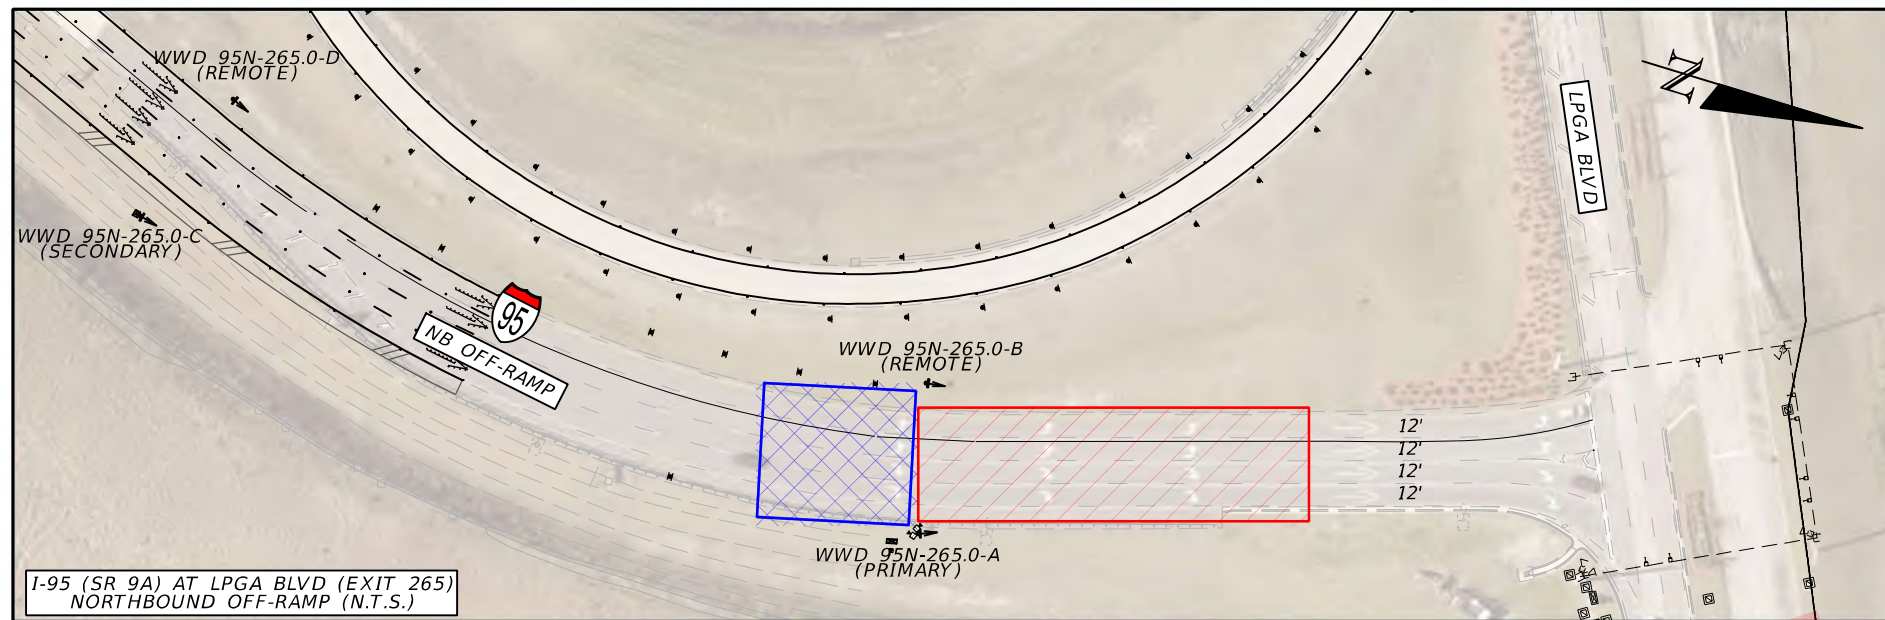 WWD 95N-265.0-D
(REMOTE)
N
LPGA BLVD
WWD 95N-265.0-C
(SECONDARY)
95
NB OFF-RAMP
WWD 95N-265.0-B
(REMOTE)
12'
12'
12'
12'
WWD 95N-265.0-A
(PRIMARY)
I-95 (SR 9A) AT LPGA BLVD (EXIT 265)
NORTHBOUND OFF-RAMP (N.T.S.)